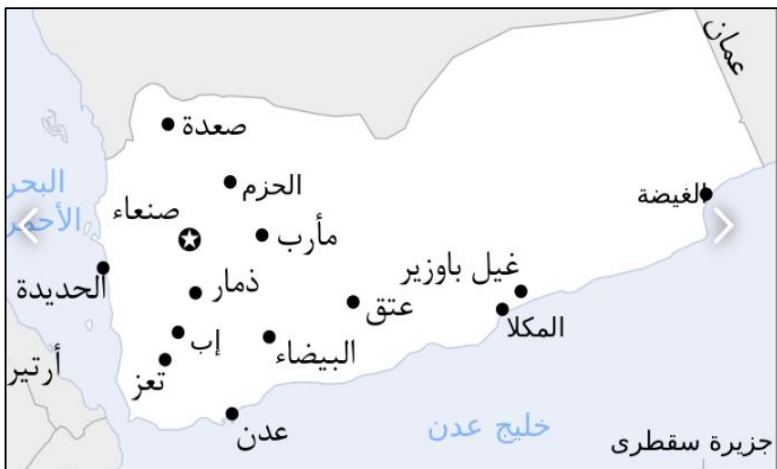 عمان
صعدة
الحزم
البحر
الأحمر
صنعاء
الغيضة
مأرب
غيل باوزير
ذمار
الحديدة
عتق
المكلا
إب
البيضاء
أرتير
تعز
عدن
خليج عدن
جزيرة سقطرى